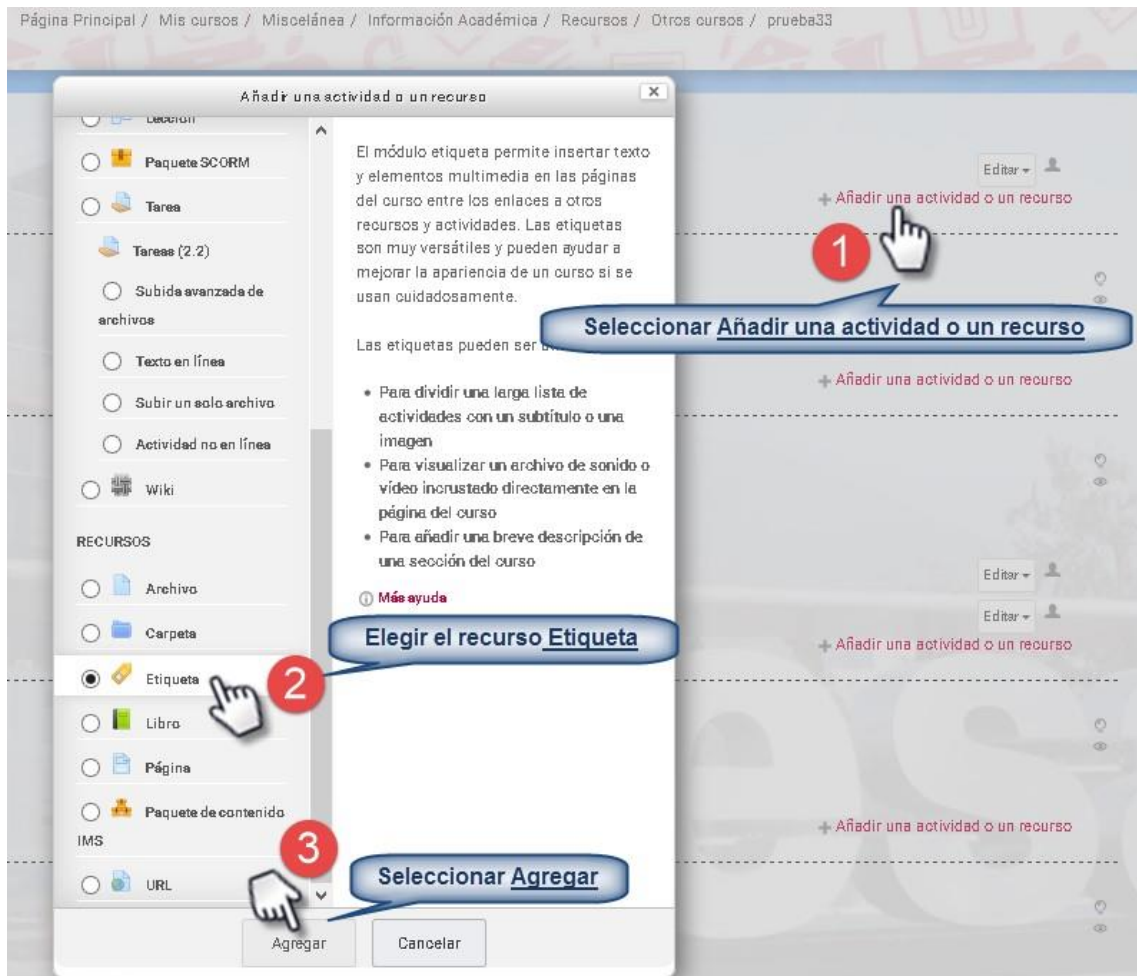 Página Principal / Mis cursos / Miscelánea / Información Académica / Recursos / Otros cursos / prueba33
Añadir una actividad o un recurso
Lección
Paquete SCORM
Tarea
Tareas (2.2)
Subida avanzada de
archivos
Texto en línea
Subir un solo archivo
Actividad no en línea
Wiki
RECURSOS
Archivo
Carpeta
Etiqueta
Libro
Página
Paquete de contenido
IMS
URL
El módulo etiqueta permite insertar texto
y elementos multimedia en las páginas
del curso entre los enlaces a otros
recursos y actividades. Las etiquetas
son muy versátiles y pueden ayudar a
mejorar la apariencia de un curso si se
usan cuidadosamente.
Las etiquetas pueden ser
• Para dividir una larga lista de
actividades con un subtítulo o una
imagen
• Para visualizar un archivo de sonido o
vídeo incrustado directamente en la
página del curso
• Para añadir una breve descripción de
una sección del curso
Más ayuda
Elegir el recurso Etiqueta
2
3
Seleccionar Agregar
Agregar
Cancelar
Editar
Añadir una actividad o un recurso
1
Seleccionar Añadir una actividad o un recurso
Añadir una actividad o un recurso
Editar
Editar
Añadir una actividad o un recurso
es
Añadir una actividad o un recurso